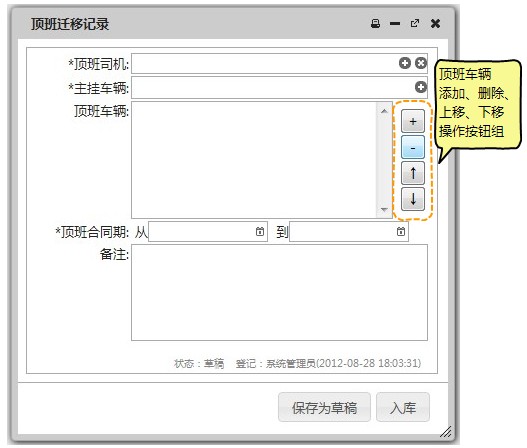 顶班迁移记录
*顶班司机:
*主挂车辆:
顶班车辆:
+
-
↑
↓
顶班车辆
添加、删除、
上移、下移
操作按钮组
*顶班合同期: 从 到
备注:
状态：草稿 登记：系统管理员(2012-08-28 18:03:31)
保存为草稿 入库